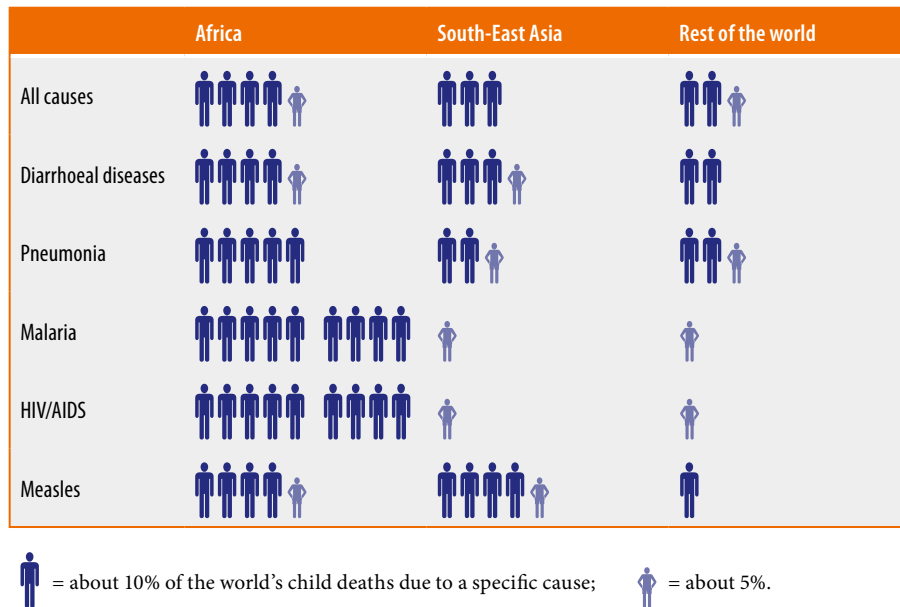 Africa South-East Asia Rest of the world
All causes
Diarrhoeal diseases
Pneumonia
Malaria
HIV/AIDS
Measles
= about 10% of the world’s child deaths due to a specific cause; = about 5%.